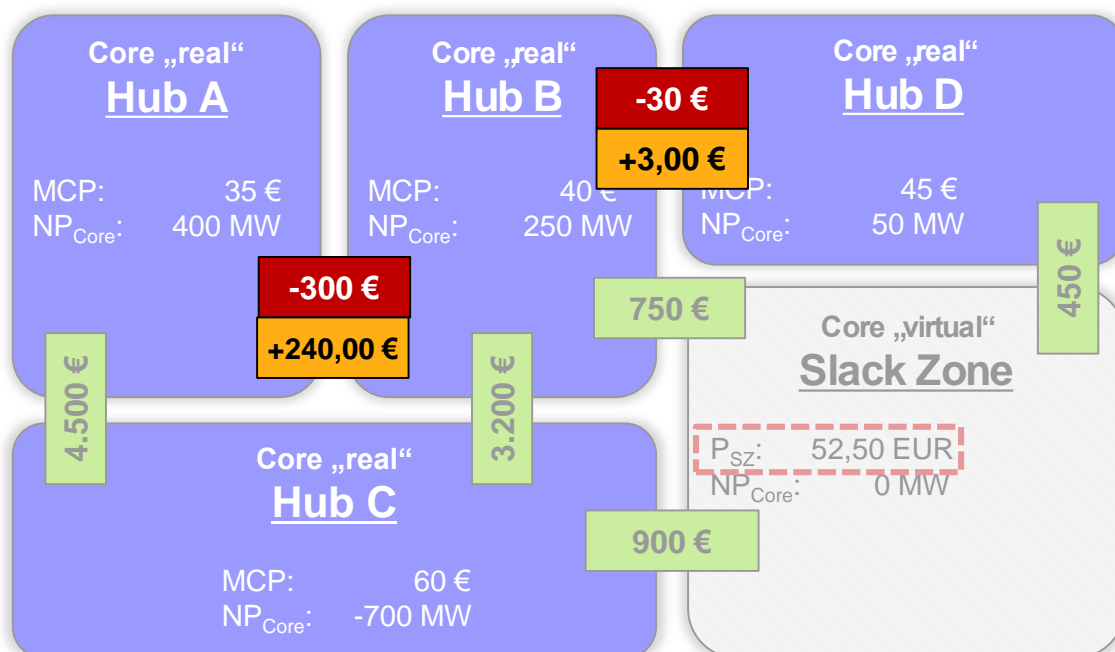 Core „real“
Hub A
MCP: 35 €
NPCore: 400 MW
Core „real“
Hub B
MCP: 40 €
NPCore: 250 MW
-30 €
+3,00 €
Core „real“
Hub D
MCP: 45 €
NPCore: 50 MW
-300 €
+240,00 €
750 €
450 €
4.500 €
3.200 €
Core „virtual“
Slack Zone
PSZ: 52,50 EUR
NPCore: 0 MW
Core „real“
Hub C
MCP: 60 €
NPCore: -700 MW
900 €